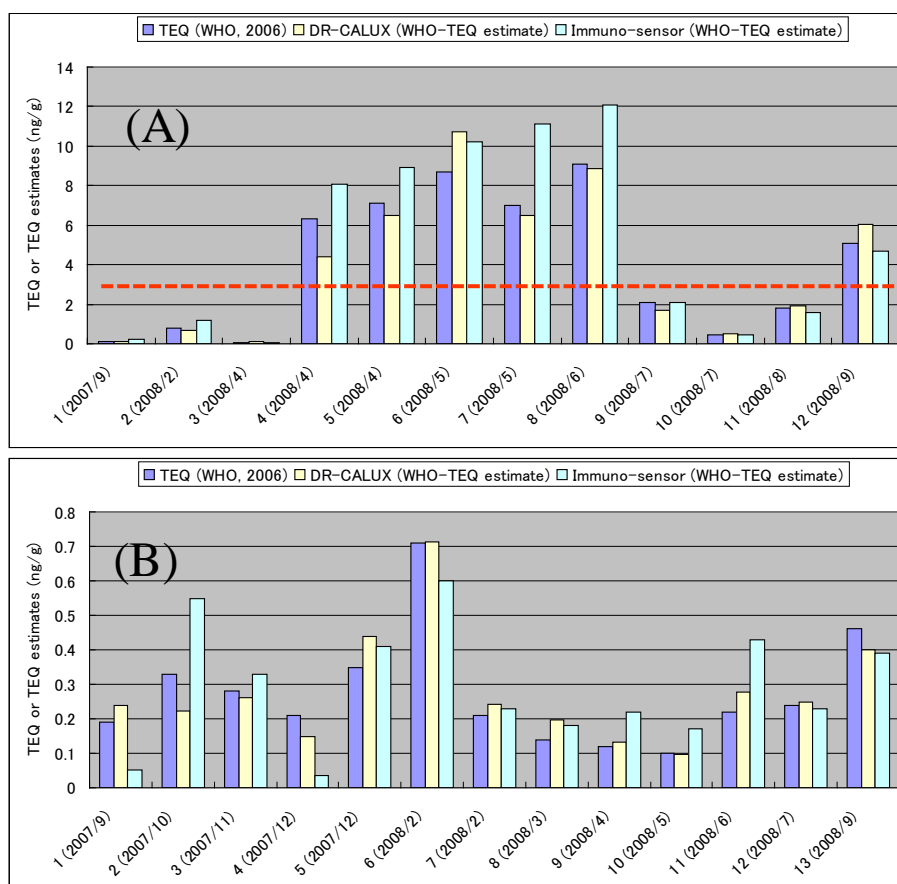 TEQ (WHO, 2006) DR-CALUX (WHO-TEQ estimate) Immuno-sensor (WHO-TEQ estimate)
(A)
TEQ or TEQ estimates (ng/g)
14
12
10
8
6
4
2
0
1 (2007/9) 2 (2008/2) 3 (2008/4) 4 (2008/4) 5 (2008/4) 6 (2008/5) 7 (2008/5) 8 (2008/6) 9 (2008/7) 10 (2008/7) 11 (2008/8) 12 (2008/9)
TEQ (WHO, 2006) DR-CALUX (WHO-TEQ estimate) Immuno-sensor (WHO-TEQ estimate)
(B)
TEQ or TEQ estimates (ng/g)
0.8
0.7
0.6
0.5
0.4
0.3
0.2
0.1
0
1 (2007/9) 2 (2007/10) 3 (2007/11) 4 (2007/12) 5 (2007/12) 6 (2008/2) 7 (2008/2) 8 (2008/3) 9 (2008/4) 10 (2008/5) 11 (2008/6) 12 (2008/7) 13 (2008/9)